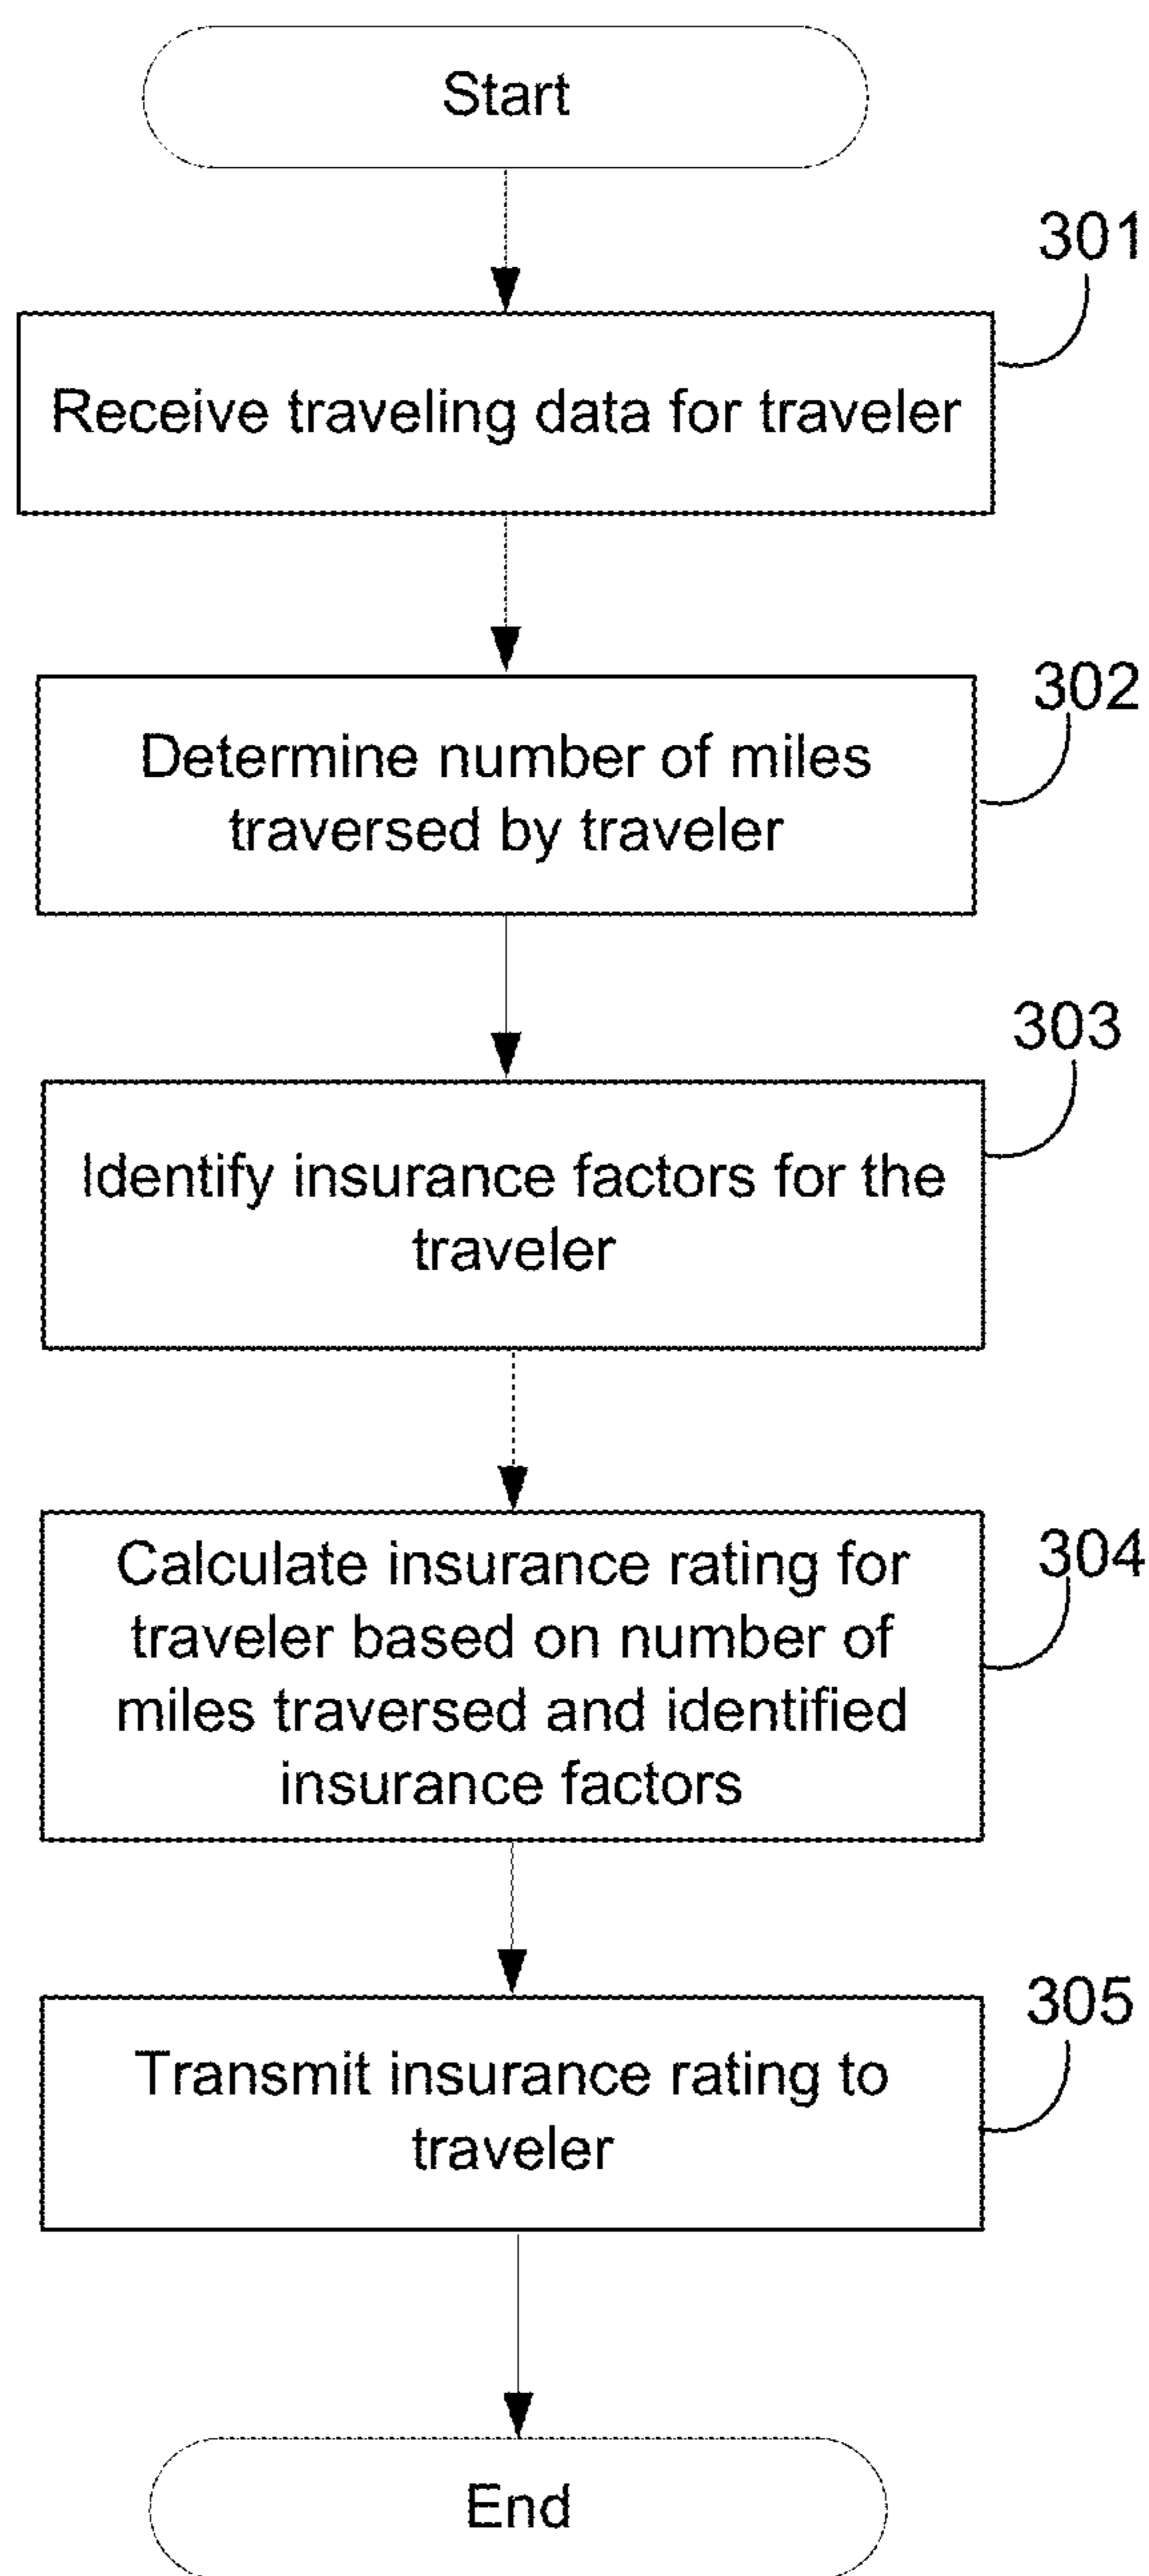 Start
301
Receive traveling data for traveler
302
Determine number of miles
traversed by traveler
303
Identify insurance factors for the
traveler
304
Calculate insurance rating for
traveler based on number of
miles traversed and identified
insurance factors
305
Transmit insurance rating to
traveler
End